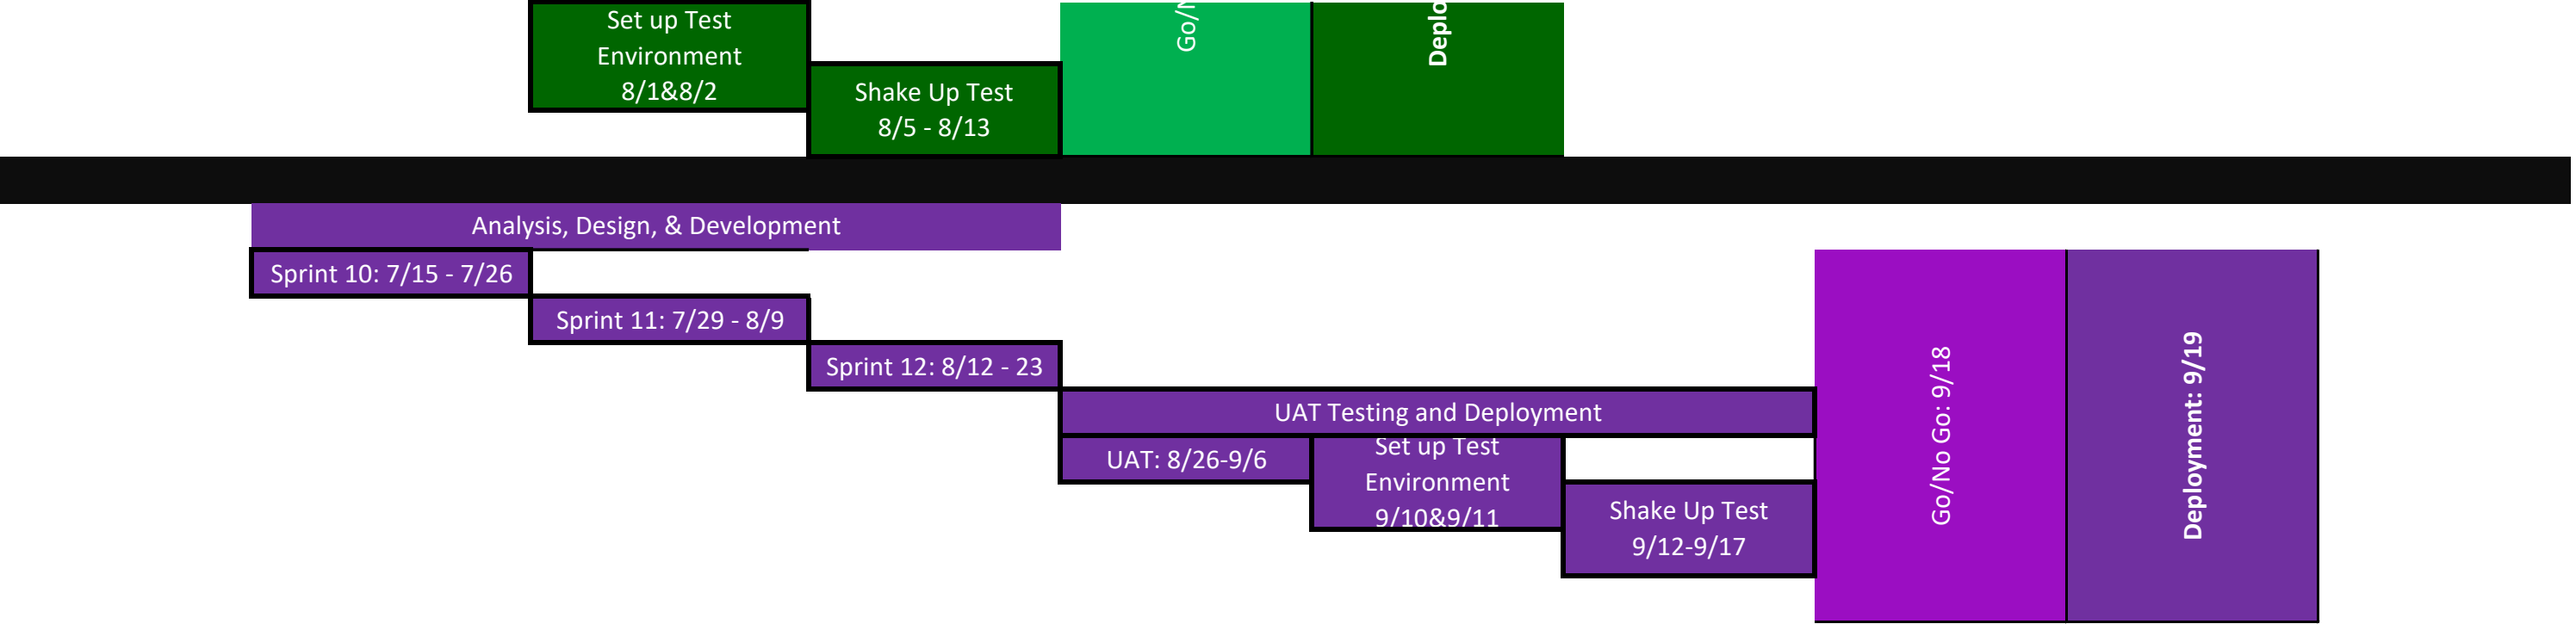 Set up Test
Environment
8/1&8/2
Shake Up Test
8/5 - 8/13
Analysis, Design, & Development
Sprint 10: 7/15 - 7/26
Sprint 11: 7/29 - 8/9
Sprint 12: 8/12 - 23
UAT Testing and Deployment
UAT: 8/26-9/6
Set up Test
Environment
9/10&9/11
Shake Up Test
9/12-9/17
Go/No Go: 9/18
Deployment: 9/19